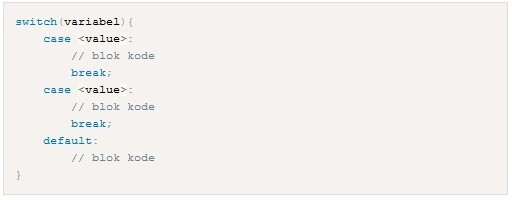 switch(variabel){
    case <value>:
        // blok kode
        break;
    case <value>:
        // blok kode
        break;
    default:
        // blok kode
}